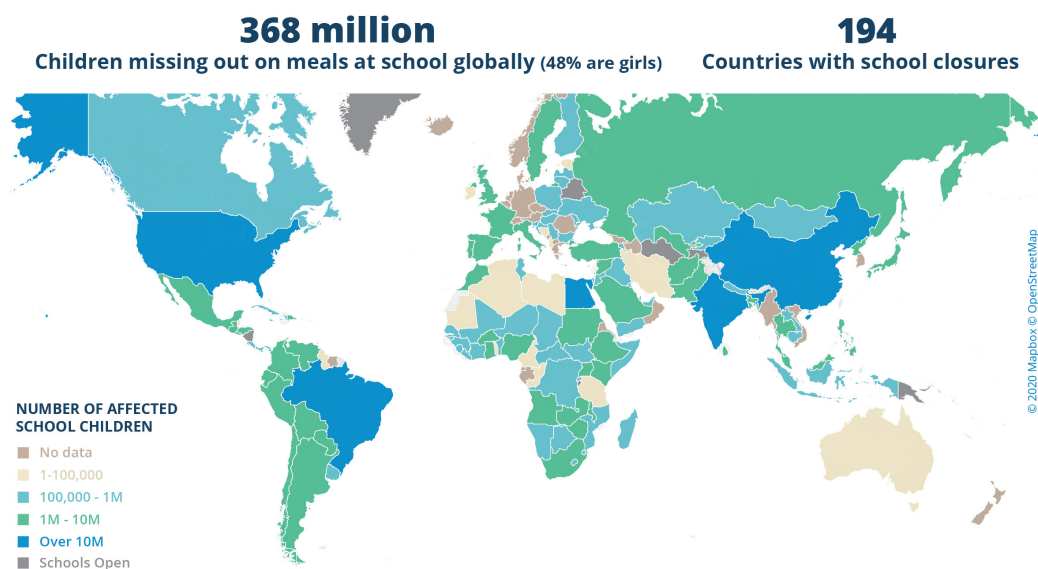 368 million
Children missing out on meals at school globally (48% are girls)
194
Countries with school closures
NUMBER OF AFFECTED
SCHOOL CHILDREN
No data
1-100,000
100,000 - 1M
1M - 10M
Over 10M
Schools Open
© 2020 Mapbox © OpenStreetMap